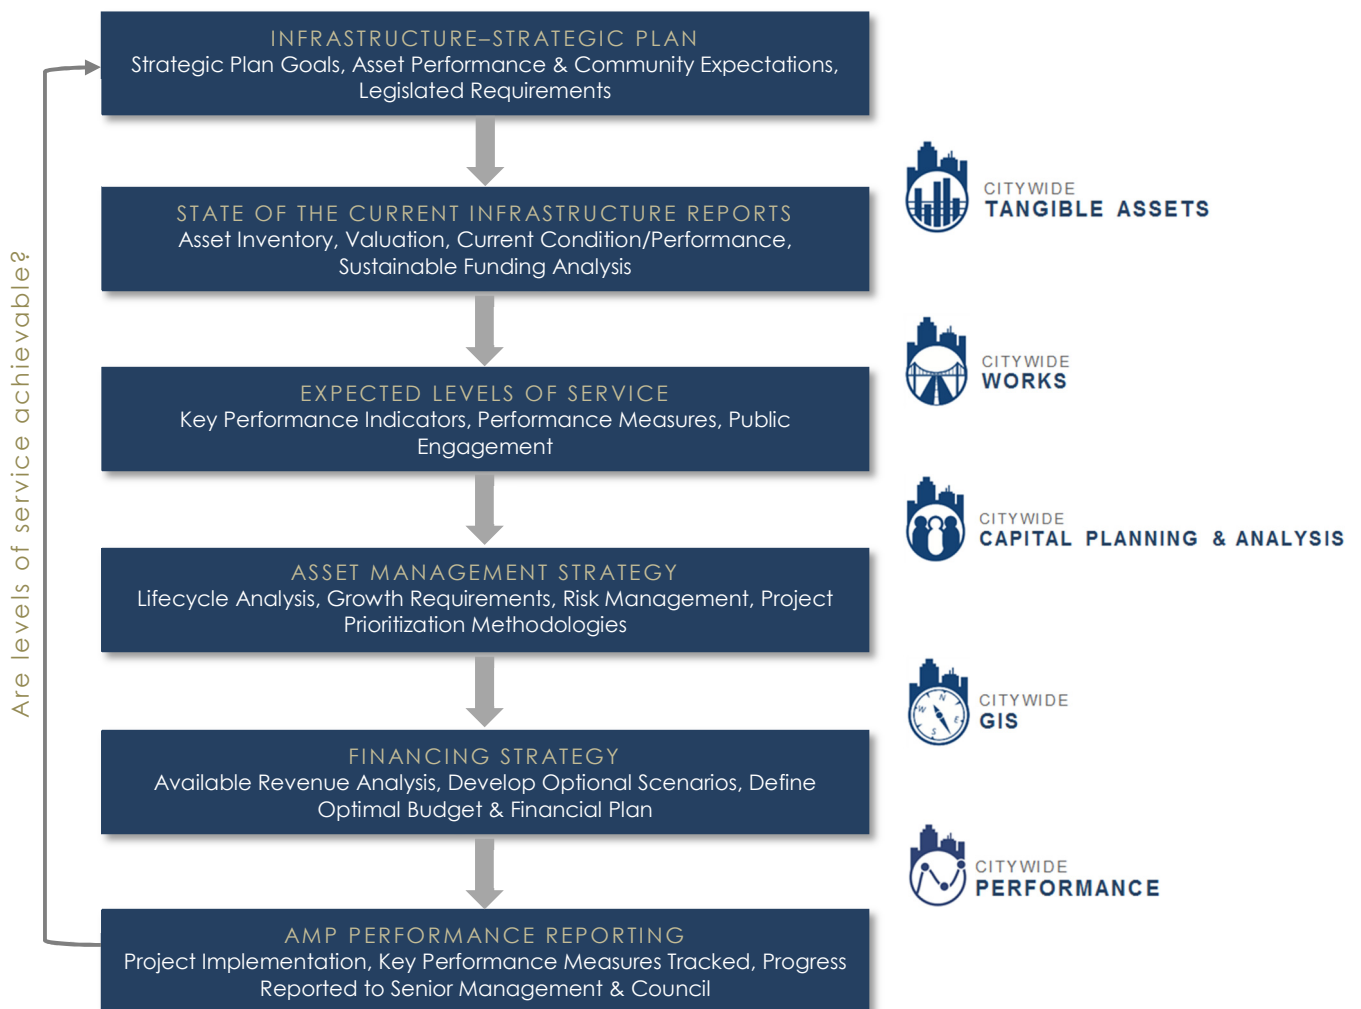 INFRASTRUCTURE–STRATEGIC PLAN
Strategic Plan Goals, Asset Performance & Community Expectations,
Legislated Requirements
STATE OF THE CURRENT INFRASTRUCTURE REPORTS
Asset Inventory, Valuation, Current Condition/Performance,
Sustainable Funding Analysis
EXPECTED LEVELS OF SERVICE
Key Performance Indicators, Performance Measures, Public
Engagement
ASSET MANAGEMENT STRATEGY
Lifecycle Analysis, Growth Requirements, Risk Management, Project
Prioritization Methodologies
FINANCING STRATEGY
Available Revenue Analysis, Develop Optional Scenarios, Define
Optimal Budget & Financial Plan
AMP PERFORMANCE REPORTING
Project Implementation, Key Performance Measures Tracked, Progress
Reported to Senior Management & Council
Are levels of service achievable?
CITYWIDE
TANGIBLE ASSETS
CITYWIDE
WORKS
CITYWIDE
CAPITAL PLANNING & ANALYSIS
N
W
E
S
CITYWIDE
GIS
CITYWIDE
PERFORMANCE